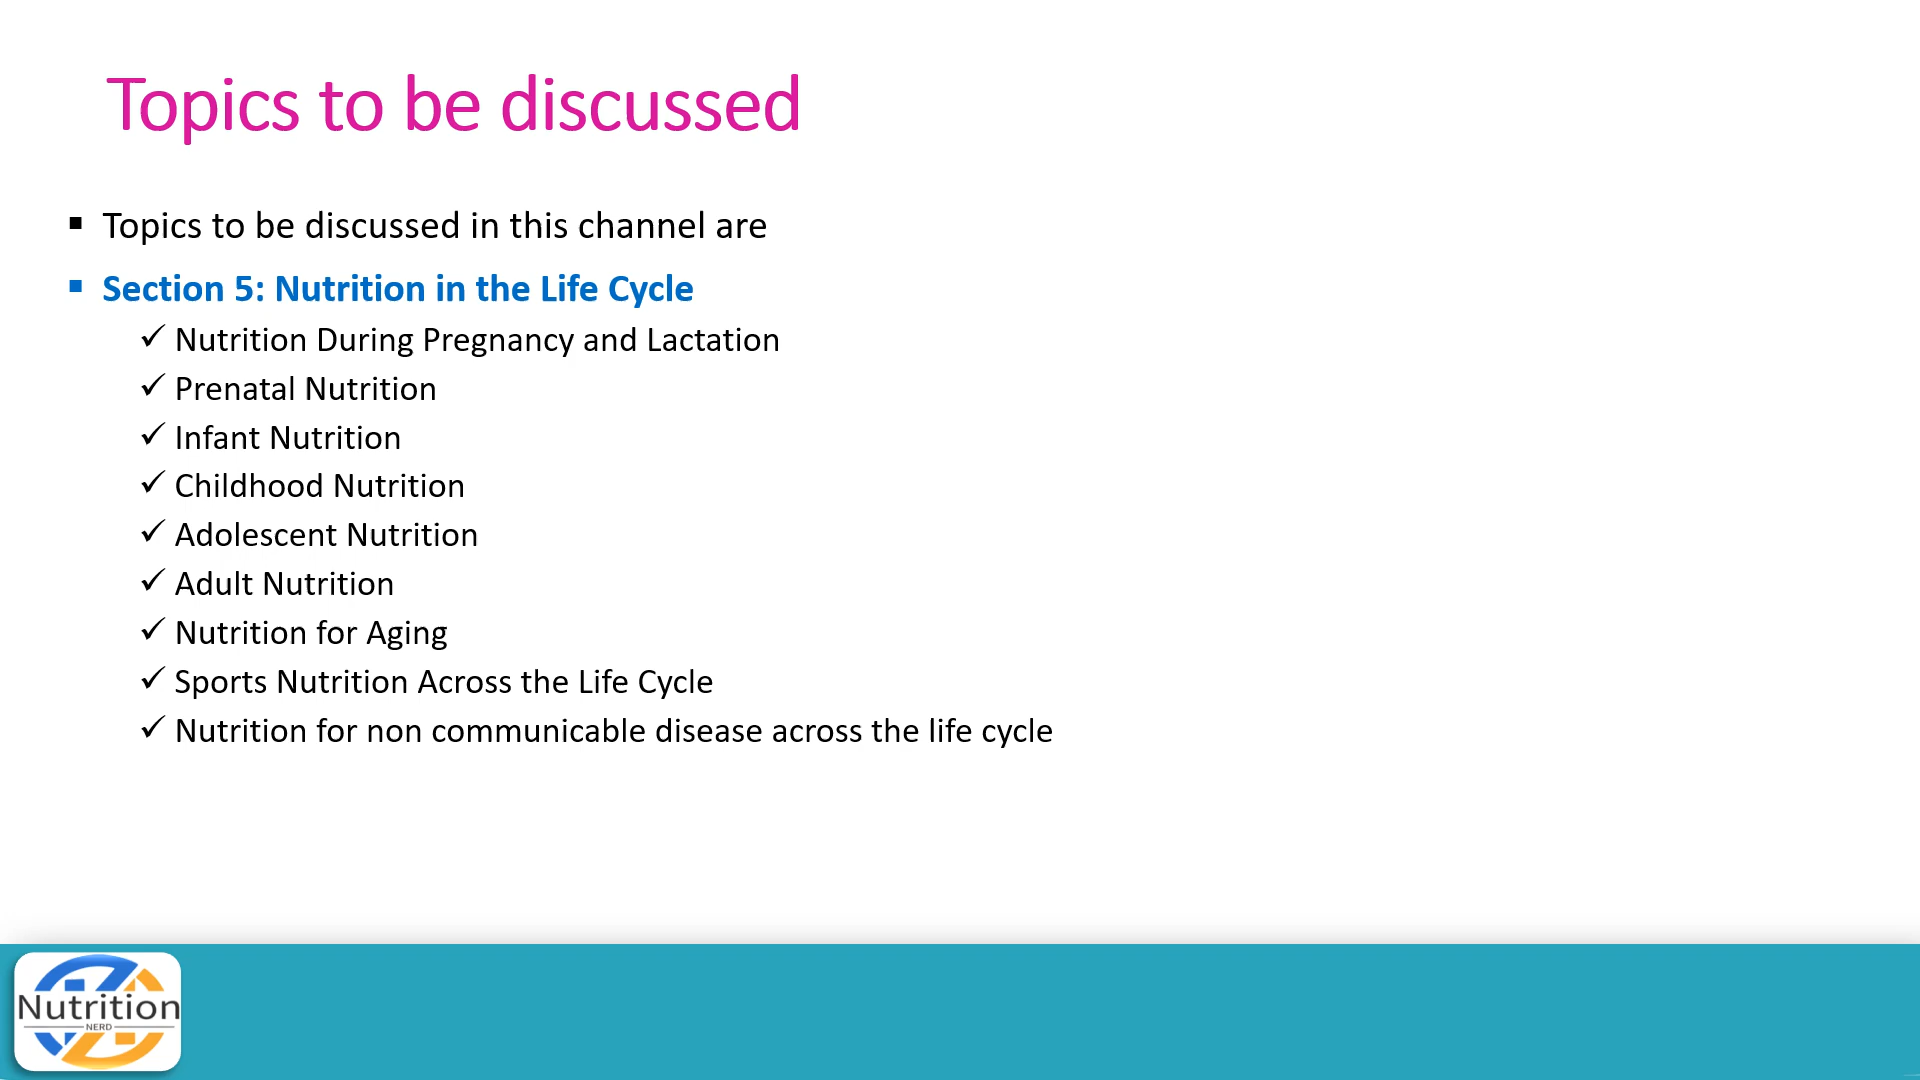 Topics to be discussed
Topics to be discussed in this channel are
Section 5: Nutrition in the Life Cycle
Nutrition During Pregnancy and Lactation
Prenatal Nutrition
Infant Nutrition
Childhood Nutrition
Adolescent Nutrition
Adult Nutrition
Nutrition for Aging
Sports Nutrition Across the Life Cycle
Nutrition for non communicable disease across the life cycle
Nutrition
NERD